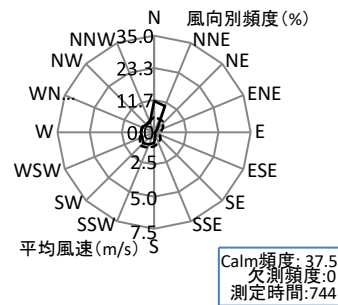 N 風向別頻度(%)
NNW 35.0 NNE
NW 23.3 NE
WN... 11.7 ENE
W 0.0 E
WSW 2.5 ESE
SW 5.0 SE
SSW 7.5 SSE
平均風速(m/s) S
Calm頻度: 37.5
欠測頻度:0
測定時間:744